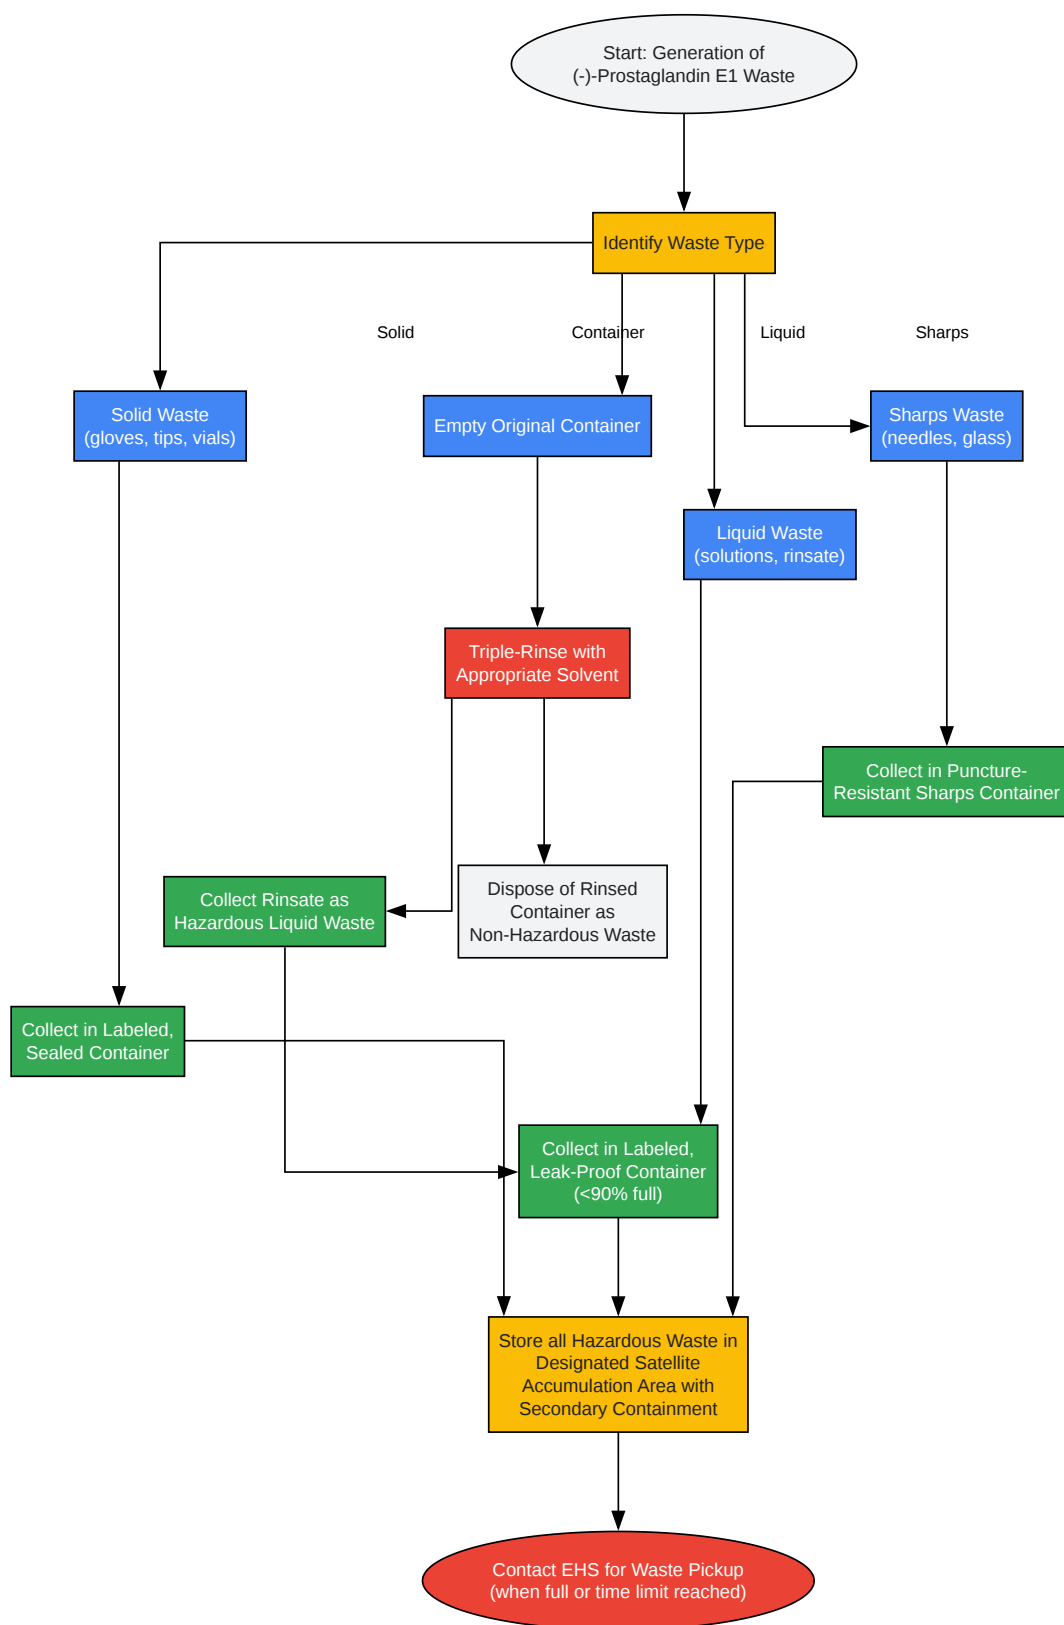 Start: Generation of
(-)-Prostaglandin E1 Waste
Identify Waste Type
Solid
Container
Liquid
Sharps
Solid Waste
(gloves, tips, vials)
Empty Original Container
Sharps Waste
(needles, glass)
Liquid Waste
(solutions, rinsate)
Triple-Rinse with
Appropriate Solvent
Collect in Puncture-
Resistant Sharps Container
Collect Rinsate as
Hazardous Liquid Waste
Dispose of Rinsed
Container as
Non-Hazardous Waste
Collect in Labeled,
Sealed Container
Collect in Labeled,
Leak-Proof Container
(<90% full)
Store all Hazardous Waste in
Designated Satellite
Accumulation Area with
Secondary Containment
Contact EHS for Waste Pickup
(when full or time limit reached)